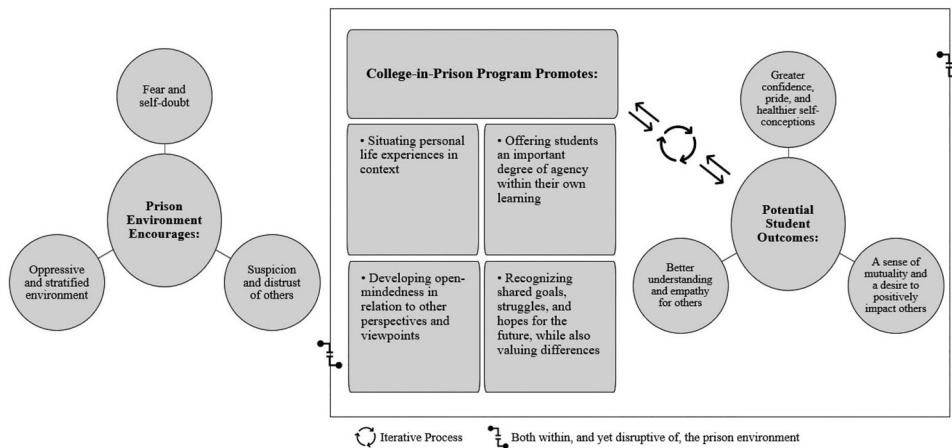 Fear and
self-doubt
Prison
Environment
Encourages:
Oppressive
and stratified
environment
Suspicion
and distrust
of others
College-in-Prison Program Promotes:
• Situating personal
life experiences in
context
• Offering students
an important
degree of agency
within their own
learning
• Developing open-
mindedness in
relation to other
perspectives and
viewpoints
• Recognizing
shared goals,
struggles, and
hopes for the
future, while also
valuing differences
Greater
confidence,
pride, and
healthier self-
conceptions
Potential
Student
Outcomes:
Better
understanding
and empathy
for others
A sense of
mutuality and
a desire to
positively
impact others
Iterative Process
Both within, and yet disruptive of, the prison environment